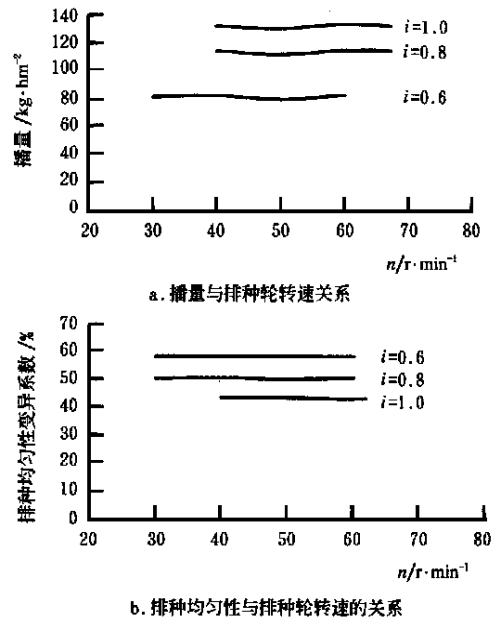 播量/kg·hm⁻²
140
120
100
80
60
40
20
0
i=1.0
i=0.8
i=0.6
20 30 40 50 60 70 80
n/r·min⁻¹
a.播量与排种轮转速关系
排种均匀性变异系数/%
70
60
50
40
30
20
10
0
i=0.6
i=0.8
i=1.0
20 30 40 50 60 70 80
n/r·min⁻¹
b.排种均匀性与排种轮转速的关系